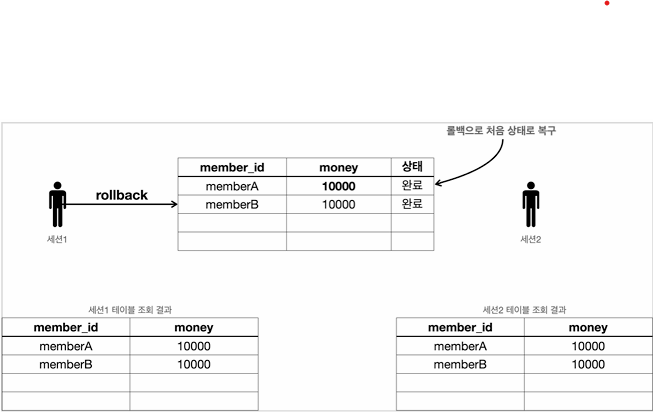 롤백으로 처음 상태로 복구
member_id money 상태
memberA 10000 완료
rollback
memberB 10000 완료
세션1
세션2
세션1 테이블 조회 결과
member_id money
memberA 10000
memberB 10000
세션2 테이블 조회 결과
member_id money
memberA 10000
memberB 10000